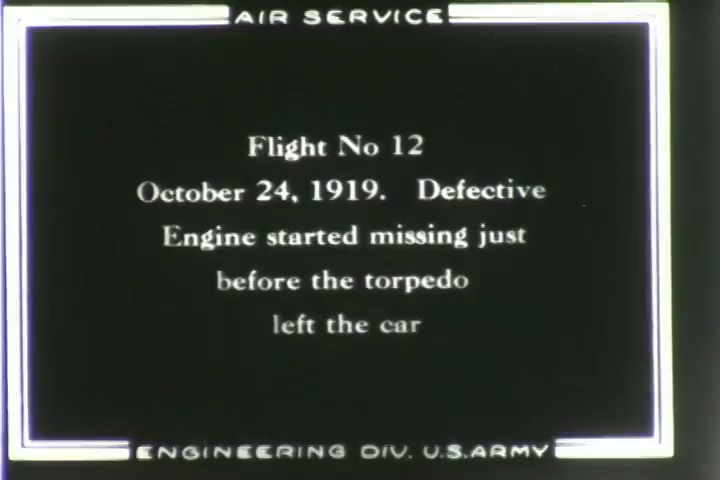 AIR SERVICE
Flight No 12
October 24, 1919. Defective
Engine started missing just
before the torpedo
left the car
ENGINEERING DIV. U.S.ARMY